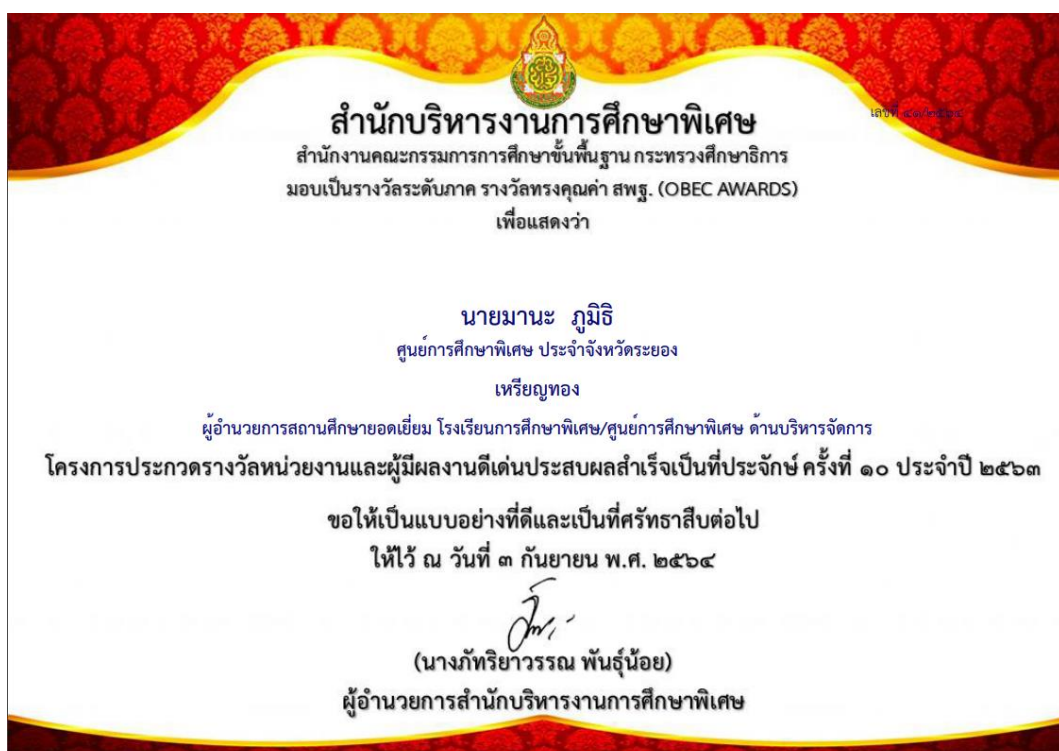 เลขที่
สำนักบริหารงานการศึกษาพิเศษ
สำนักงานคณะกรรมการการศึกษาขั้นพื้นฐาน กระทรวงศึกษาธิการ
มอบเป็นรางวัลระดับภาค รางวัลทรงคุณค่า สพฐ. (OBEC AWARDS)
เพื่อแสดงว่า
นายมานะ ภูมิธิ
ศูนย์การศึกษาพิเศษ ประจำจังหวัดระยอง
เหรียญทอง
ผู้อำนวยการสถานศึกษายอดเยี่ยม โรงเรียนการศึกษาพิเศษ/ศูนย์การศึกษาพิเศษ ด้านบริหารจัดการ
โครงการประกวดรางวัลหน่วยงานและผู้มีผลงานดีเด่นประสบผลสำเร็จเป็นที่ประจักษ์ ครั้งที่ ๑๐ ประจำปี ๒๕๖๓
ขอให้เป็นแบบอย่างที่ดีและเป็นที่ศรัทธาสืบต่อไป
ให้ไว้ ณ วันที่ ๓ กันยายน พ.ศ. ๒๕๖๔
(นางภัทริยาวรรณ พันธุ์น้อย)
ผู้อำนวยการสำนักบริหารงานการศึกษาพิเศษ